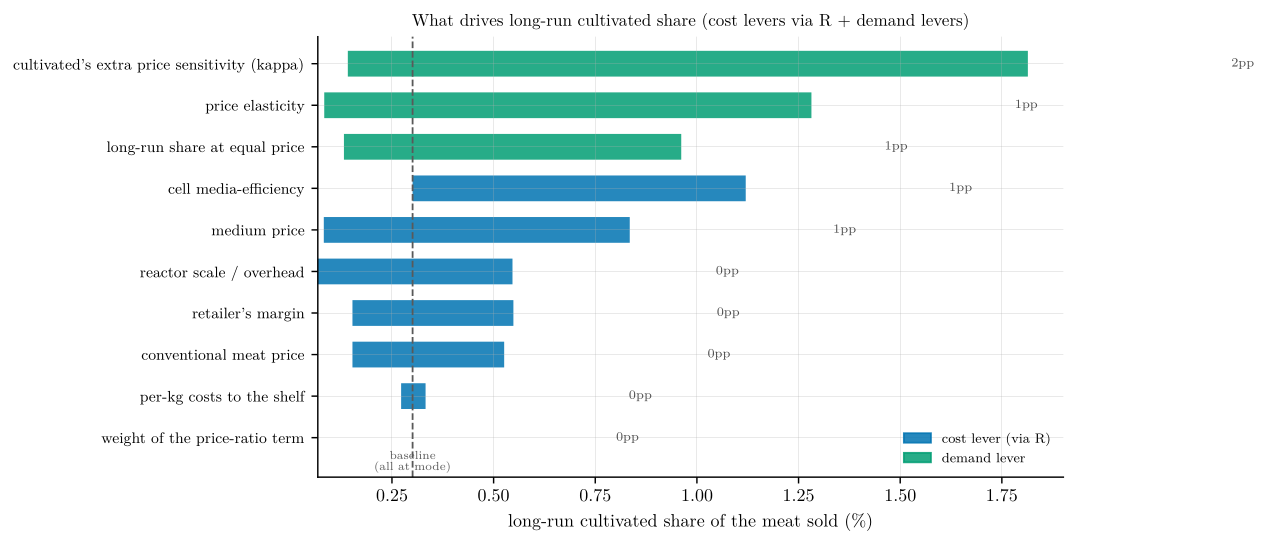 What drives long-run cultivated share (cost levers via R + demand levers)
cultivated's extra price sensitivity (kappa)
2pp
price elasticity
1pp
long-run share at equal price
1pp
cell media-efficiency
1pp
medium price
1pp
reactor scale / overhead
0pp
retailer's margin
0pp
conventional meat price
0pp
per-kg costs to the shelf
0pp
weight of the price-ratio term
0pp
baseline
(all at mode)
cost lever (via R)
demand lever
0.25 0.50 0.75 1.00 1.25 1.50 1.75
long-run cultivated share of the meat sold (%)